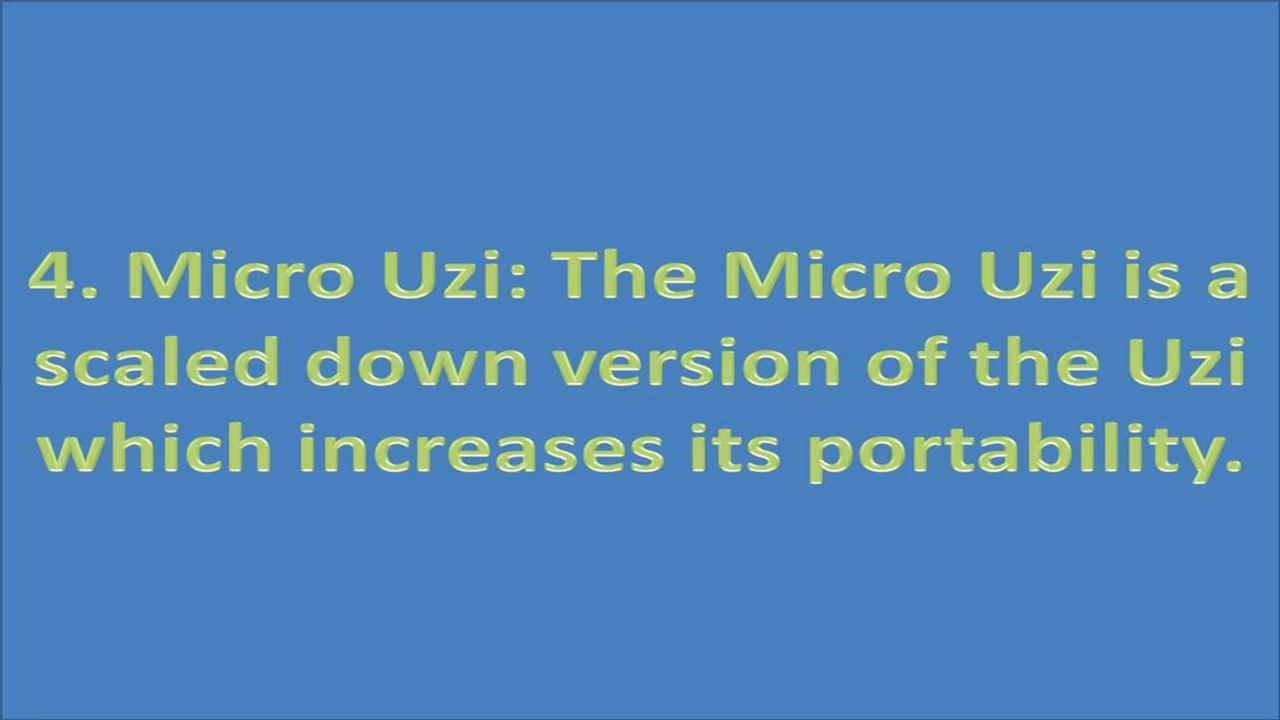 4. Micro Uzi: The Micro Uzi is a
scaled down version of the Uzi
which increases its portability.